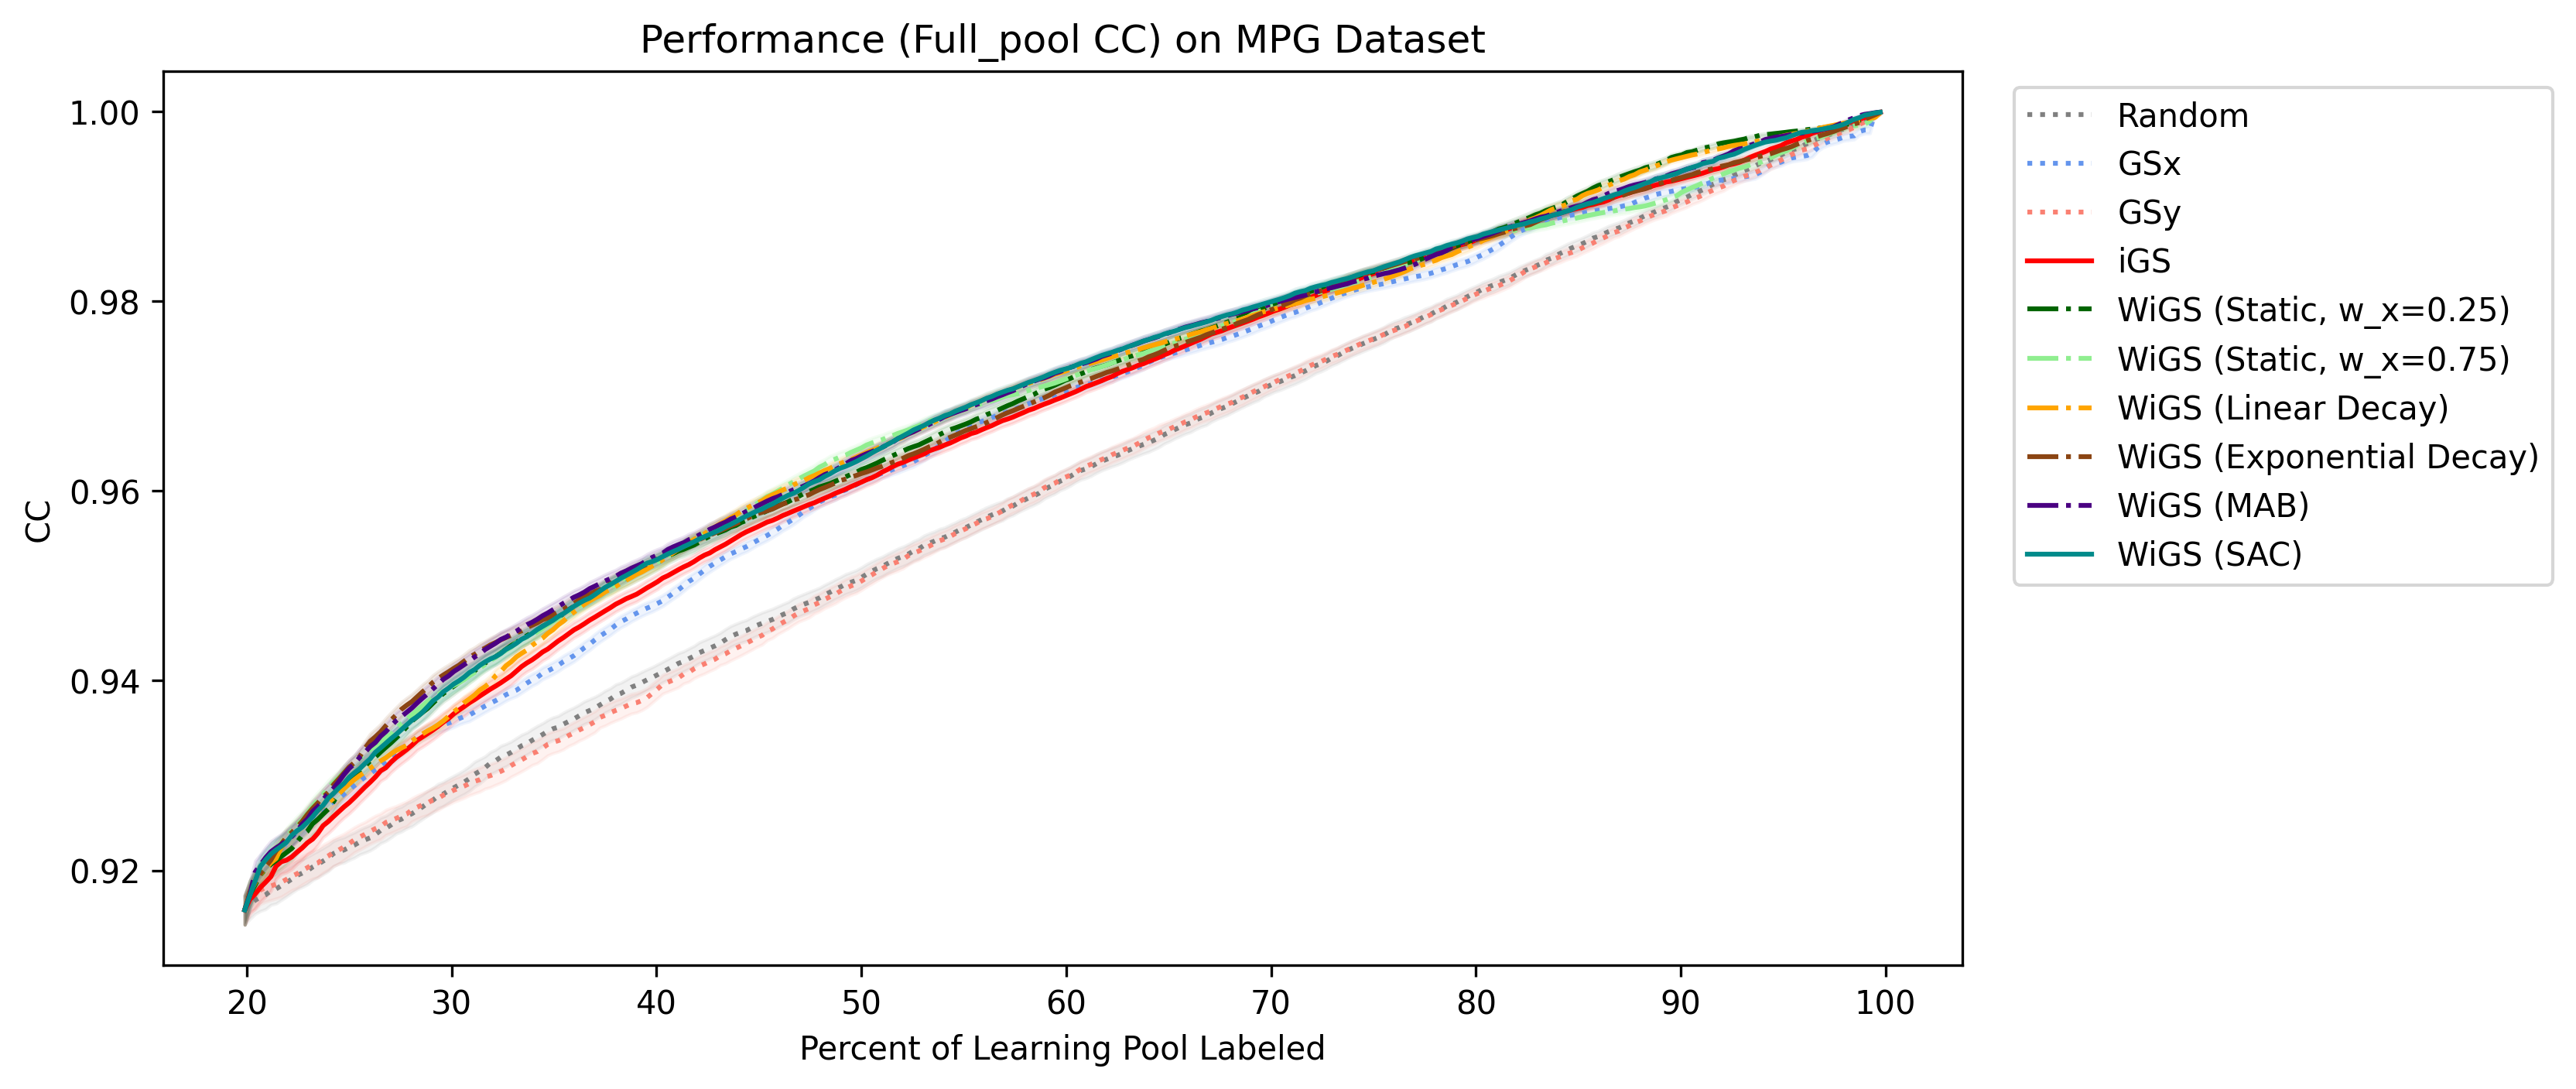 Performance (Full_pool CC) on MPG Dataset
CC
1.00
0.98
0.96
0.94
0.92
20 30 40 50 60 70 80 90 100
Percent of Learning Pool Labeled
Random
GSx
GSy
iGS
WiGS (Static, w_x=0.25)
WiGS (Static, w_x=0.75)
WiGS (Linear Decay)
WiGS (Exponential Decay)
WiGS (MAB)
WiGS (SAC)